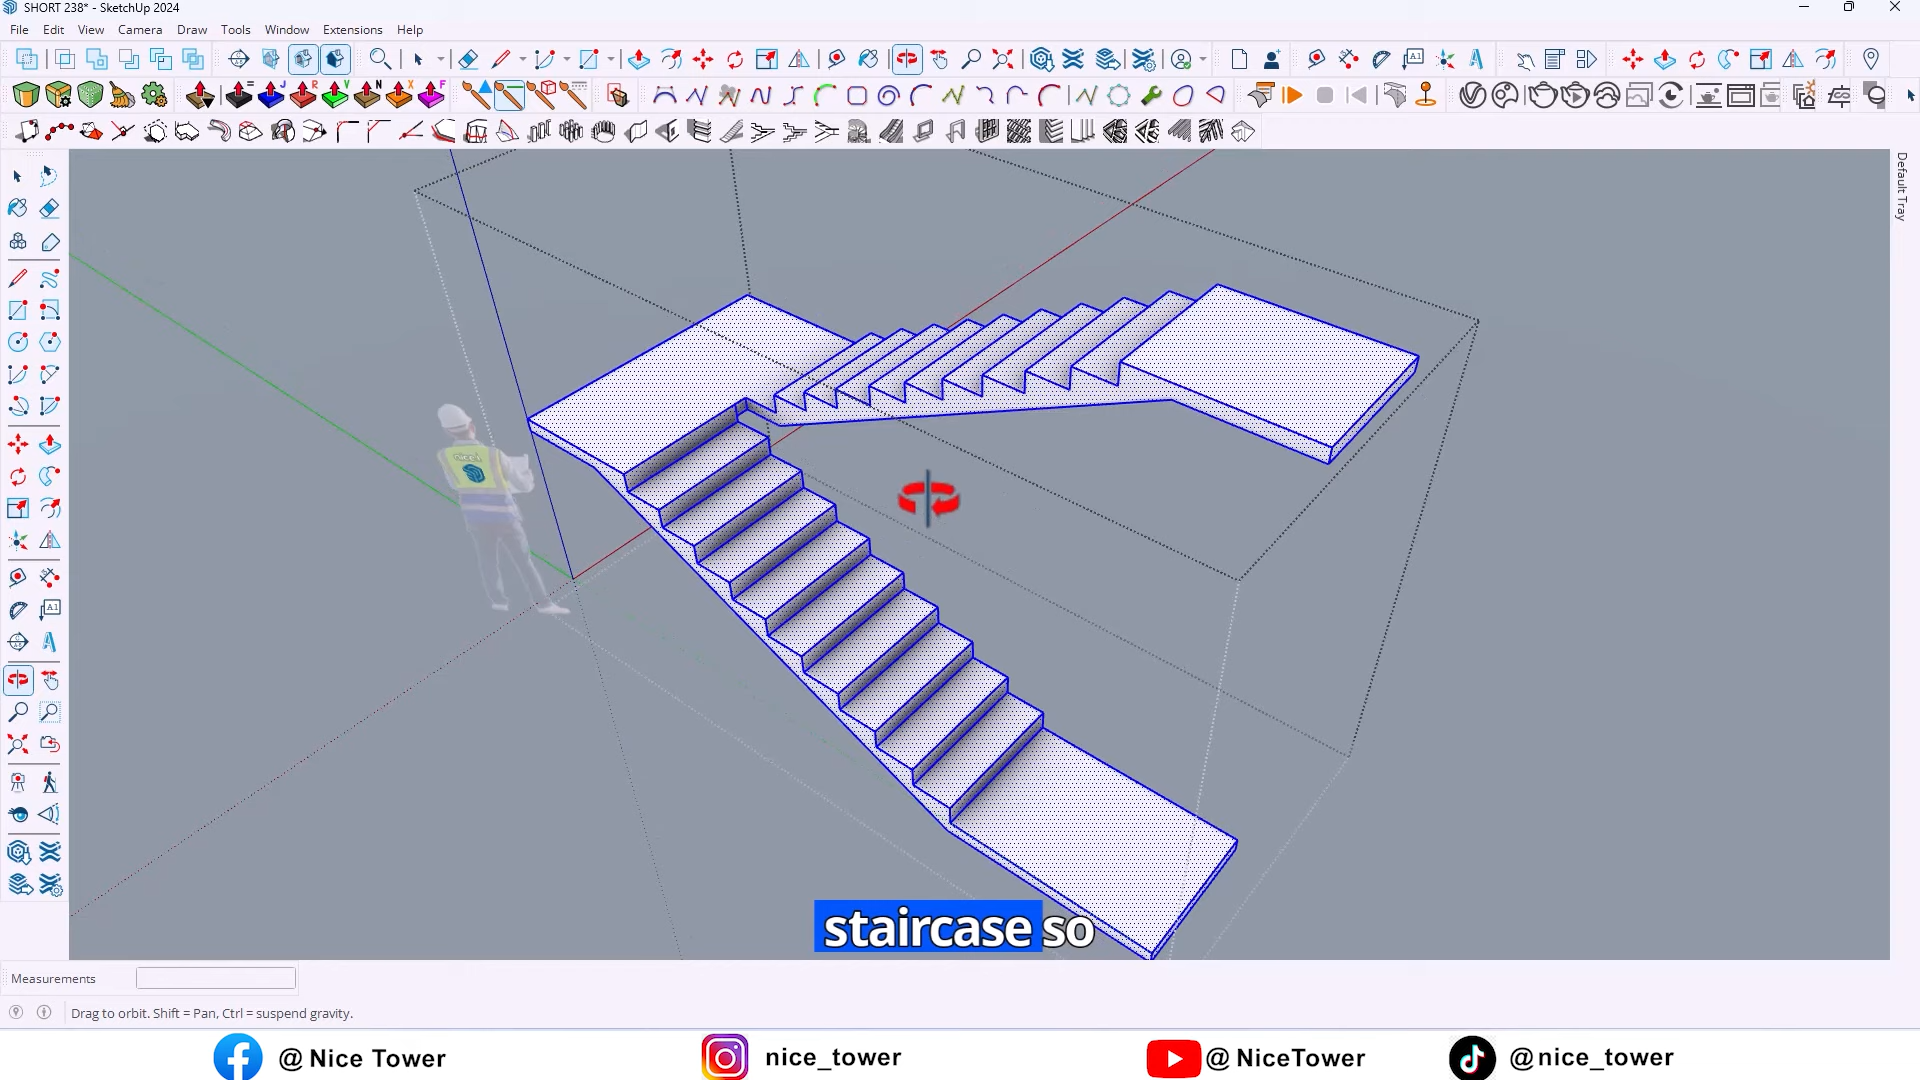 SHORT 238* - SketchUp 2024
File Edit View Camera Draw Tools Window Extensions Help
Default Tray
staircase so
Measurements
Drag to orbit. Shift = Pan, Ctrl = suspend gravity.
@ Nice Tower nice_tower @ NiceTower @nice_tower